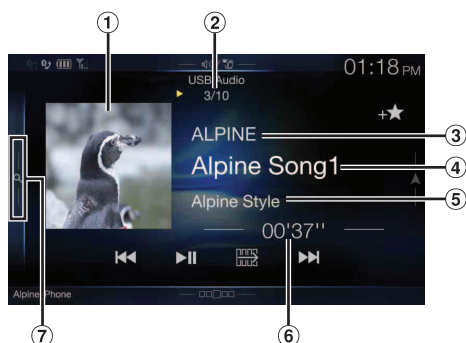 1
2
01:18 PM
USB Audio
3/10
ALPINE
3
Alpine Song1
4
Alpine Style
5
00'37''
Alpine Phone
7
6